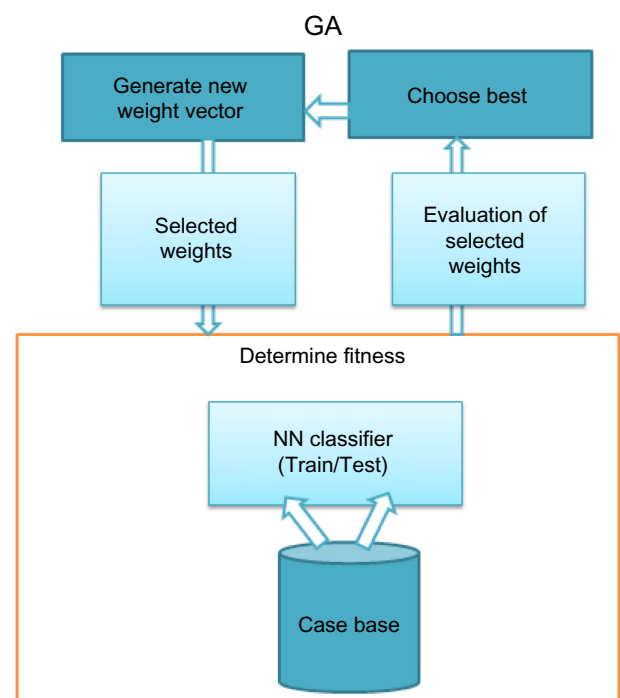 GA
Generate new
weight vector
Choose best
Selected
weights
Evaluation of
selected
weights
Determine fitness
NN classifier
(Train/Test)
Case base